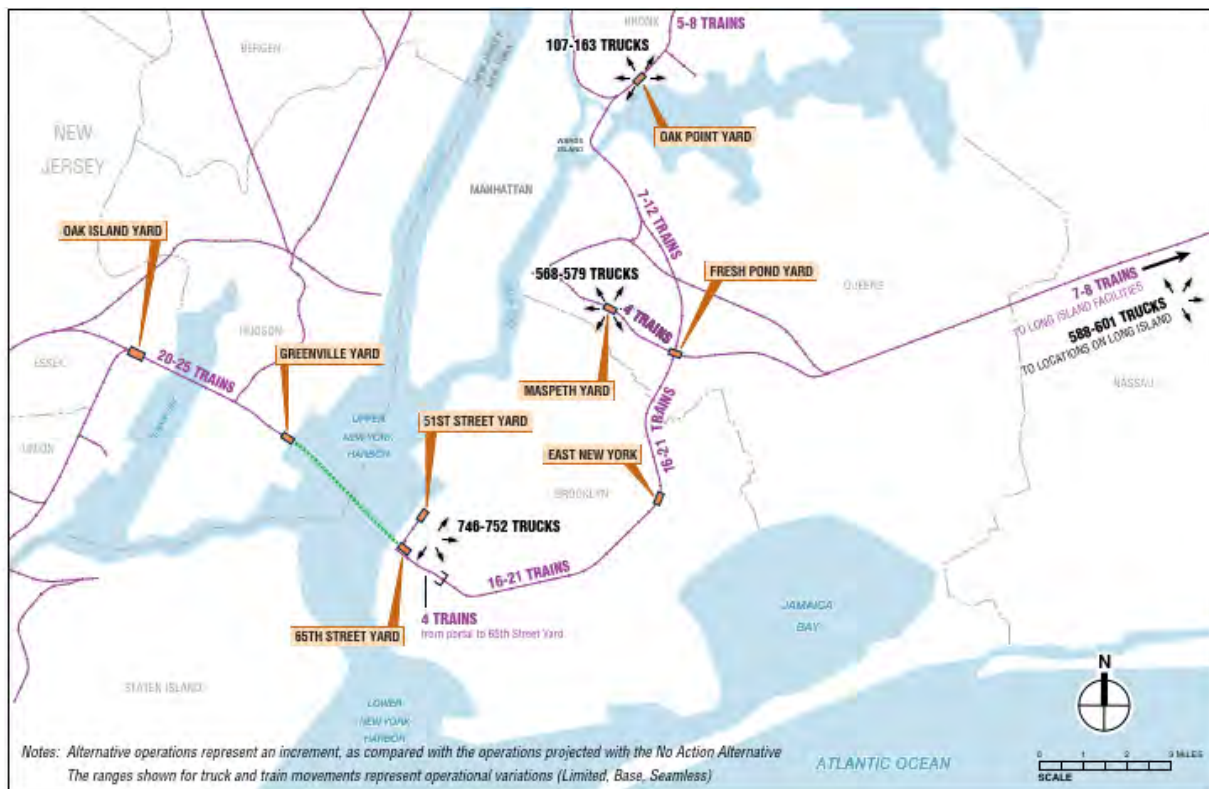 BRONX
5-8 TRAINS
107-163 TRUCKS
BERGEN
NEW JERSEY
NEW YORK
OAK POINT YARD
NEW
JERSEY
WARDS
ISLAND
MANHATTAN
7-12 TRAINS
OAK ISLAND YARD
568-579 TRUCKS
FRESH POND YARD
QUEENS
7-8 TRAINS
TO LONG ISLAND FACILITIES
588-601 TRUCKS
TO LOCATIONS ON LONG ISLAND
4 TRAINS
HUDSON
GREENVILLE YARD
ESSEX
20-25 TRAINS
MASPETH YARD
NASSAU
UPPER
NEW YORK
HARBOR
51ST STREET YARD
16-21 TRAINS
UNION
EAST NEW YORK
BROOKLYN
746-752 TRUCKS
16-21 TRAINS
4 TRAINS
from portal to 65th Street Yard
65TH STREET YARD
JAMAICA
BAY
STATEN ISLAND
LOWER
NEW YORK
HARBOR
N
Notes: Alternative operations represent an increment, as compared with the operations projected with the No Action Alternative
The ranges shown for truck and train movements represent operational variations (Limited, Base, Seamless)
ATLANTIC OCEAN
0 1 2 3 MILES
SCALE